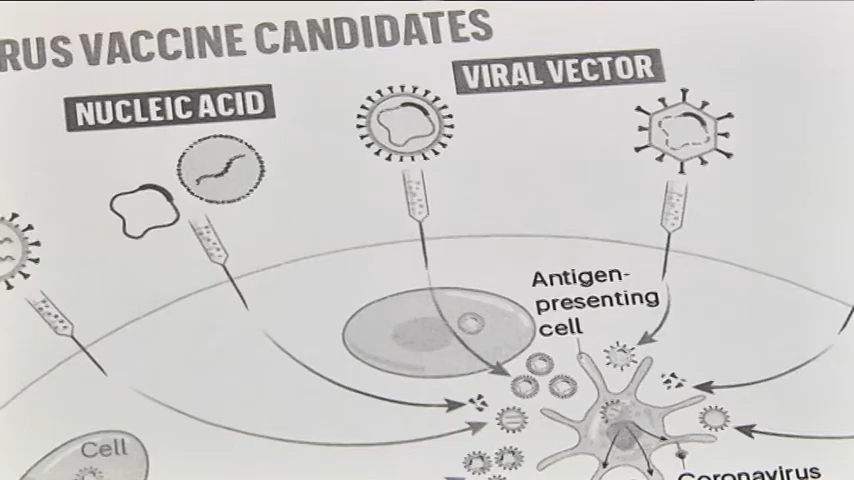 RUS VACCINE CANDIDATES
VIRAL VECTOR
NUCLEIC ACID
Antigen-
presenting
cell
Cell
Coronavirus